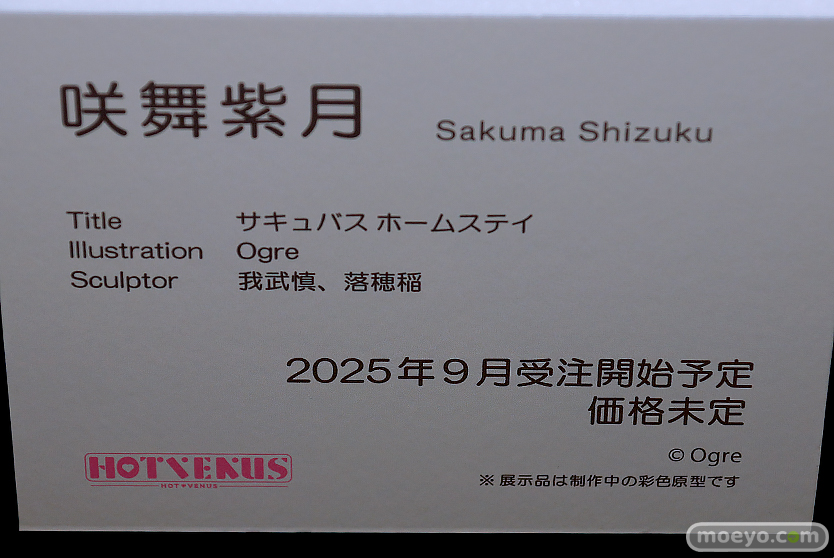 咲舞紫月 Sakuma Shizuku
Title サキュバス ホームステイ
Illustration Ogre
Sculptor 我武慎、落穂稲
2025年9月受注開始予定
価格未定
© Ogre
HOTVENUS
HOT♥VENUS
※展示品は制作中の彩色原型です
moeyo.com